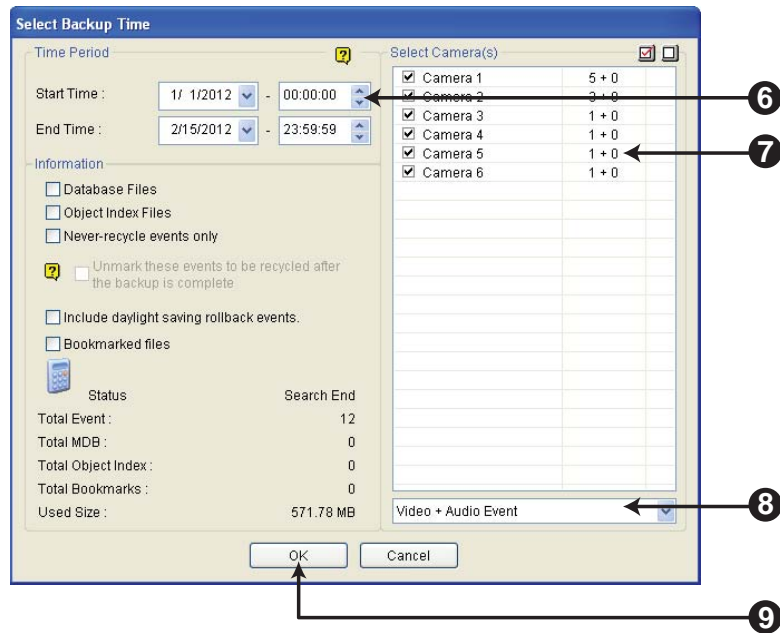 Select Backup Time
Time Period
Start Time : 1/ 1/2012 - 00:00:00
End Time : 2/15/2012 - 23:59:59
Information
Database Files
Object Index Files
Never-recycle events only
Unmark these events to be recycled after
the backup is complete
Include daylight saving rollback events.
Bookmarked files
Status Search End
Total Event : 12
Total MDB : 0
Total Object Index : 0
Total Bookmarks : 0
Used Size : 571.78 MB
Select Camera(s)
Camera 1 5 + 0
Camera 2 3 + 0
Camera 3 1 + 0
Camera 4 1 + 0
Camera 5 1 + 0
Camera 6 1 + 0
Video + Audio Event
OK Cancel
6
7
8
9